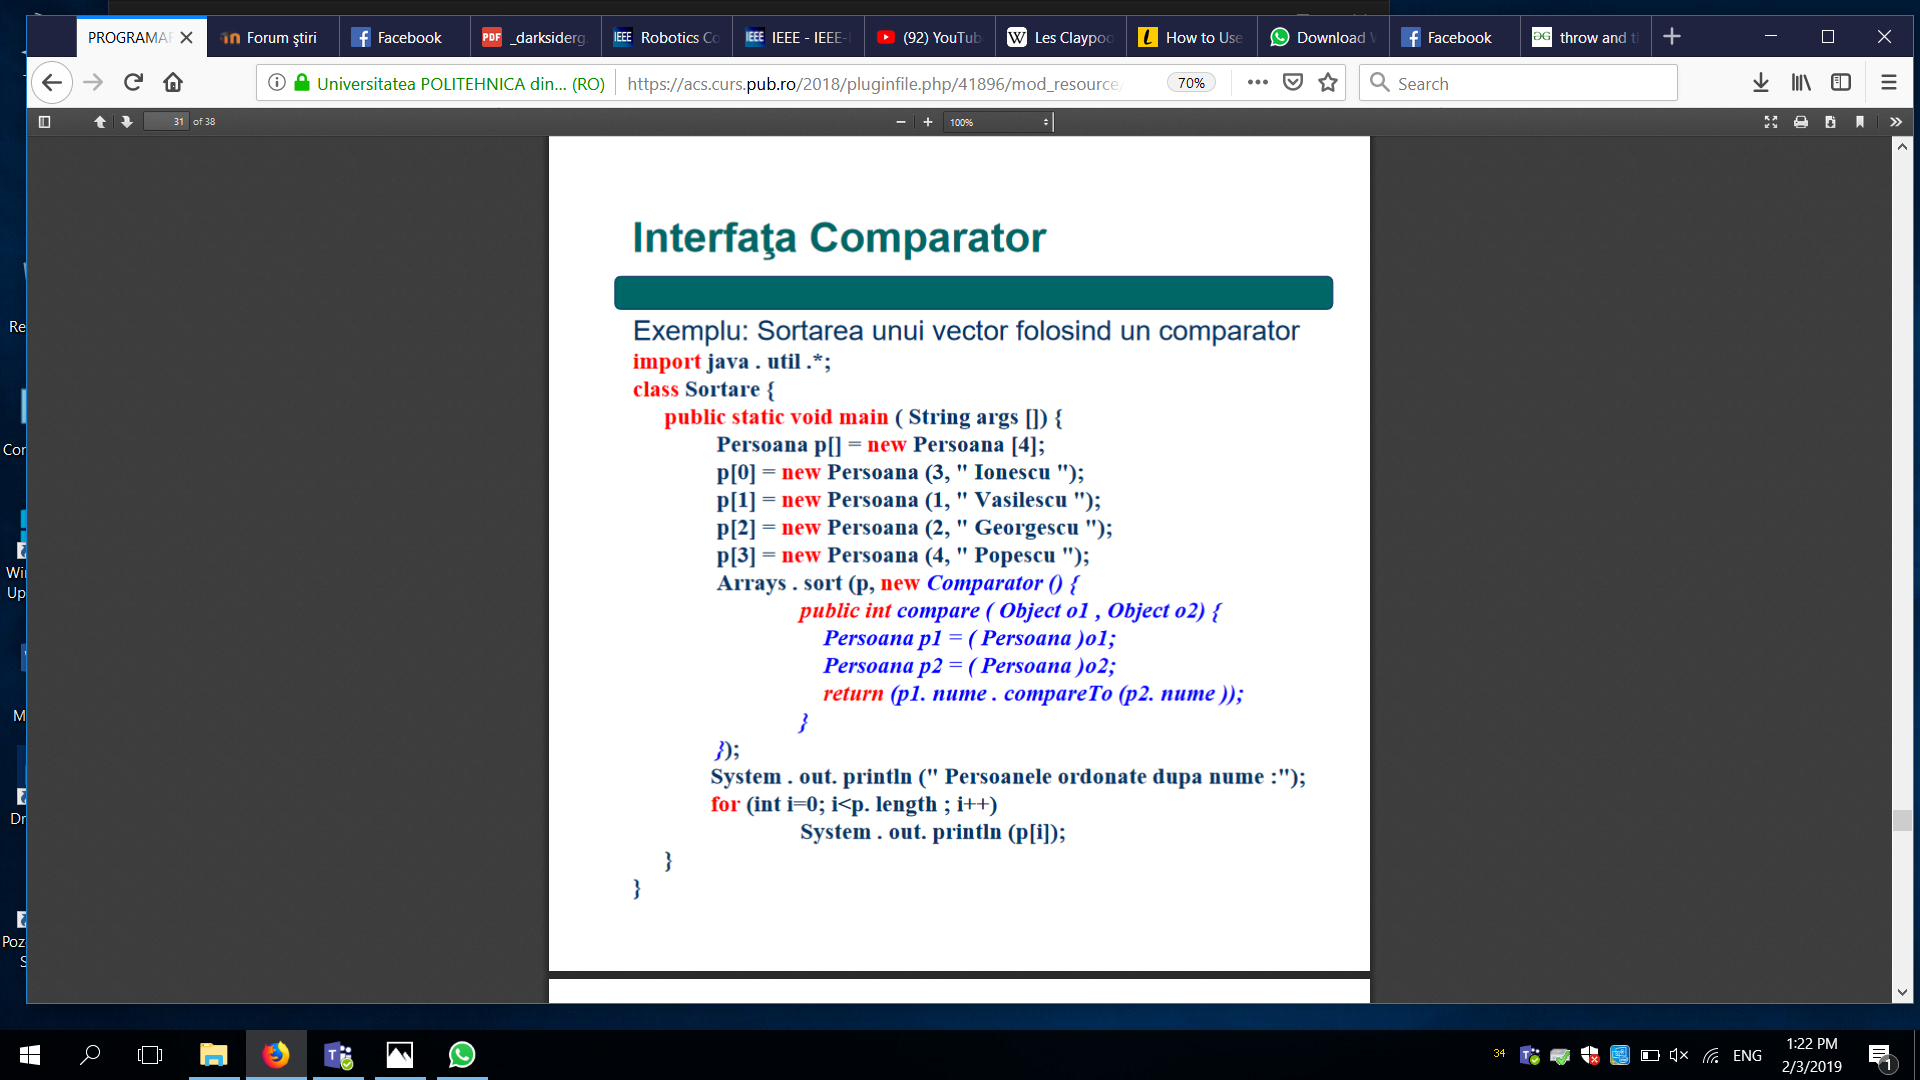 PROGRAMAR
Forum știri
Facebook
_darksiderg
Robotics Co
IEEE - IEEE-
(92) YouTub
Les Claypoo
How to Use
Download W
Facebook
throw and t
Universitatea POLITEHNICA din... (RO)
https://acs.curs.pub.ro/2018/pluginfile.php/41896/mod_resource/
70%
Search
31 of 38
100%
Interfaţa Comparator
Exemplu: Sortarea unui vector folosind un comparator
import java . util .*;
class Sortare {
public static void main ( String args []) {
Persoana p[] = new Persoana [4];
p[0] = new Persoana (3, " Ionescu ");
p[1] = new Persoana (1, " Vasilescu ");
p[2] = new Persoana (2, " Georgescu ");
p[3] = new Persoana (4, " Popescu ");
Arrays . sort (p, new Comparator () {
public int compare ( Object o1 , Object o2) {
Persoana p1 = ( Persoana )o1;
Persoana p2 = ( Persoana )o2;
return (p1. nume . compareTo (p2. nume ));
}
});
System . out. println (" Persoanele ordonate dupa nume :");
for (int i=0; i<p. length ; i++)
System . out. println (p[i]);
}
}
Re
Con
Win
Up
M
Dr
Poz
S
34
ENG
1:22 PM
2/3/2019
1